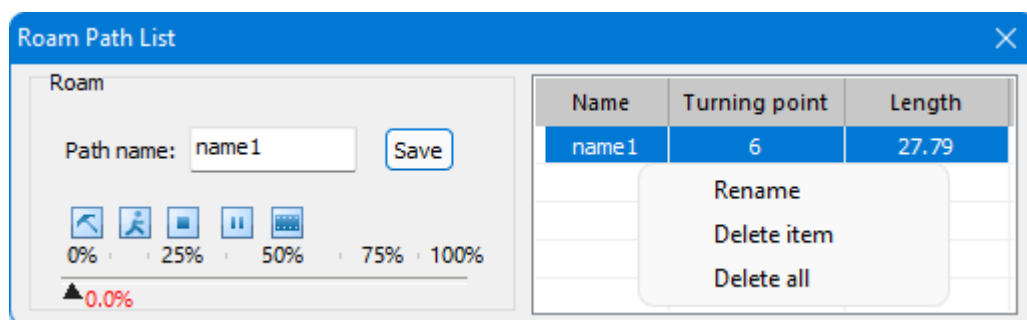 Roam Path List
Roam
Path name: name1 Save
0% 25% 50% 75% 100%
0.0%
Name Turning point Length
name1 6 27.79
Rename
Delete item
Delete all